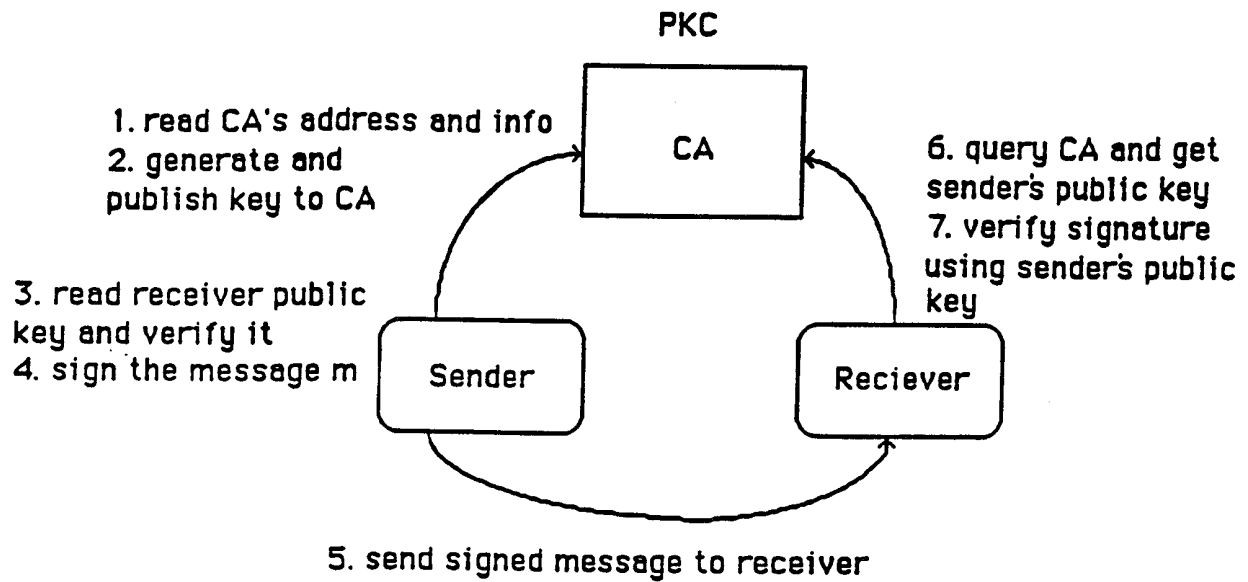 PKC
CA
1. read CA's address and info
2. generate and
publish key to CA
3. read receiver public
key and verify it
4. sign the message m
Sender
6. query CA and get
sender's public key
7. verify signature
using sender's public
key
Reciever
5. send signed message to receiver